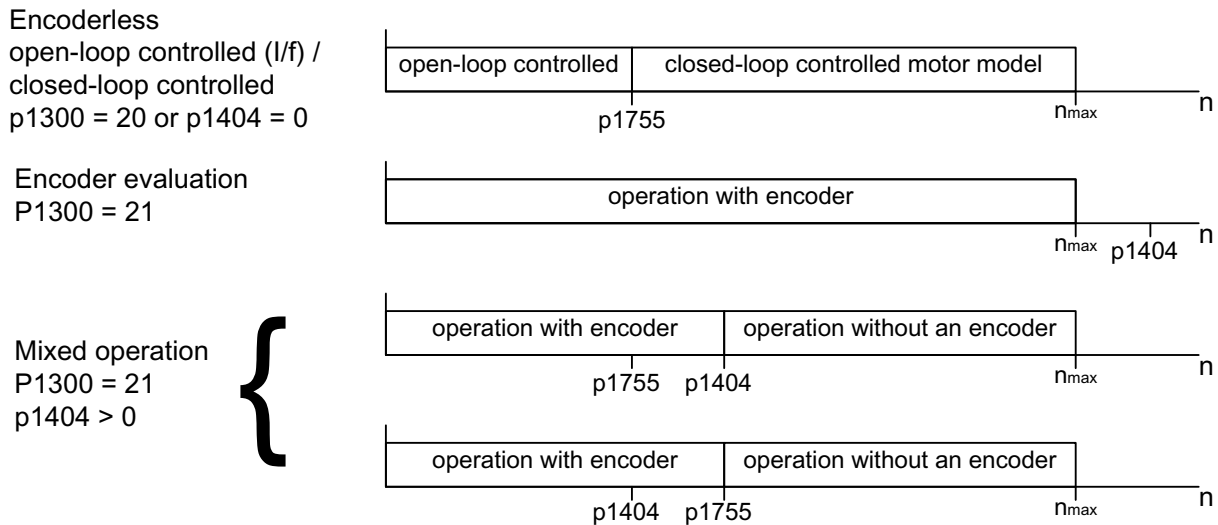 Encoderless
open-loop controlled (I/f) /
closed-loop controlled
p1300 = 20 or p1404 = 0
open-loop controlled
closed-loop controlled motor model
p1755
nmax
n
Encoder evaluation
P1300 = 21
operation with encoder
nmax
p1404
n
Mixed operation
P1300 = 21
p1404 > 0
{
operation with encoder
operation without an encoder
p1755
p1404
nmax
n
operation with encoder
operation without an encoder
p1404
p1755
nmax
n